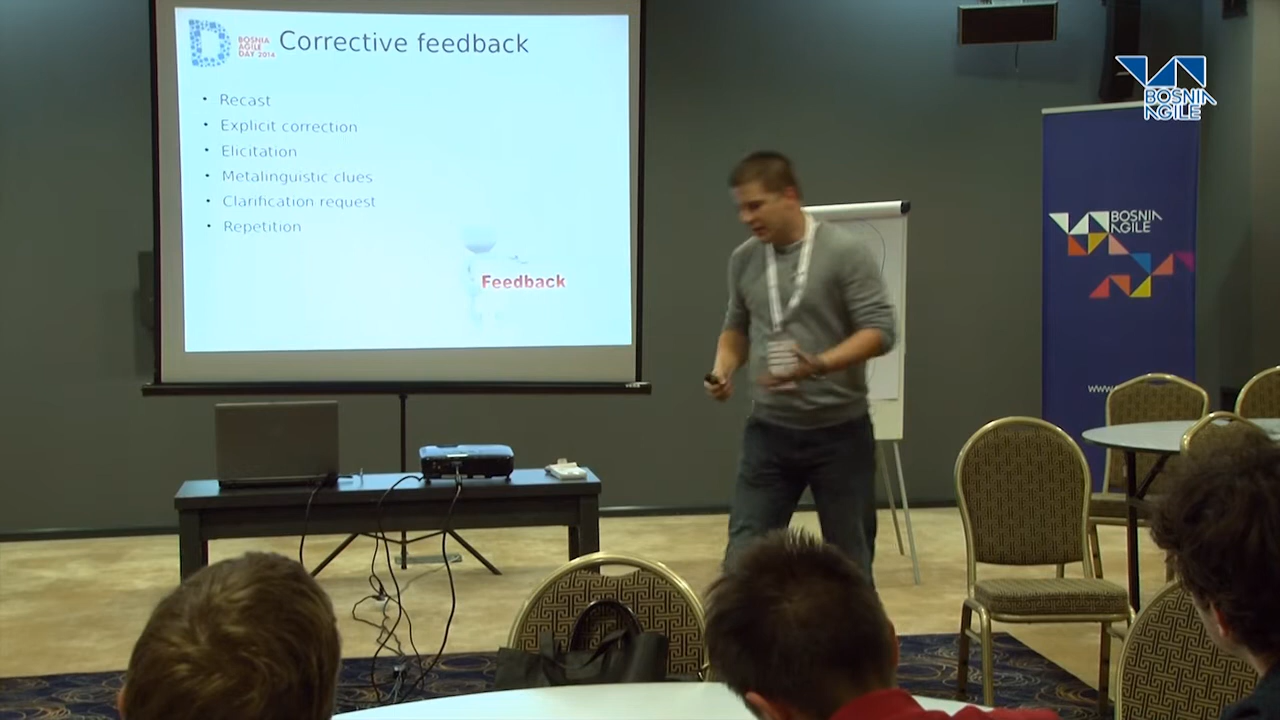 BOSNIA
AGILE
DAY 2014
Corrective feedback
• Recast
• Explicit correction
• Elicitation
• Metalinguistic clues
• Clarification request
• Repetition
Feedback
BOSNIA
AGILE
BOSNIA
AGILE